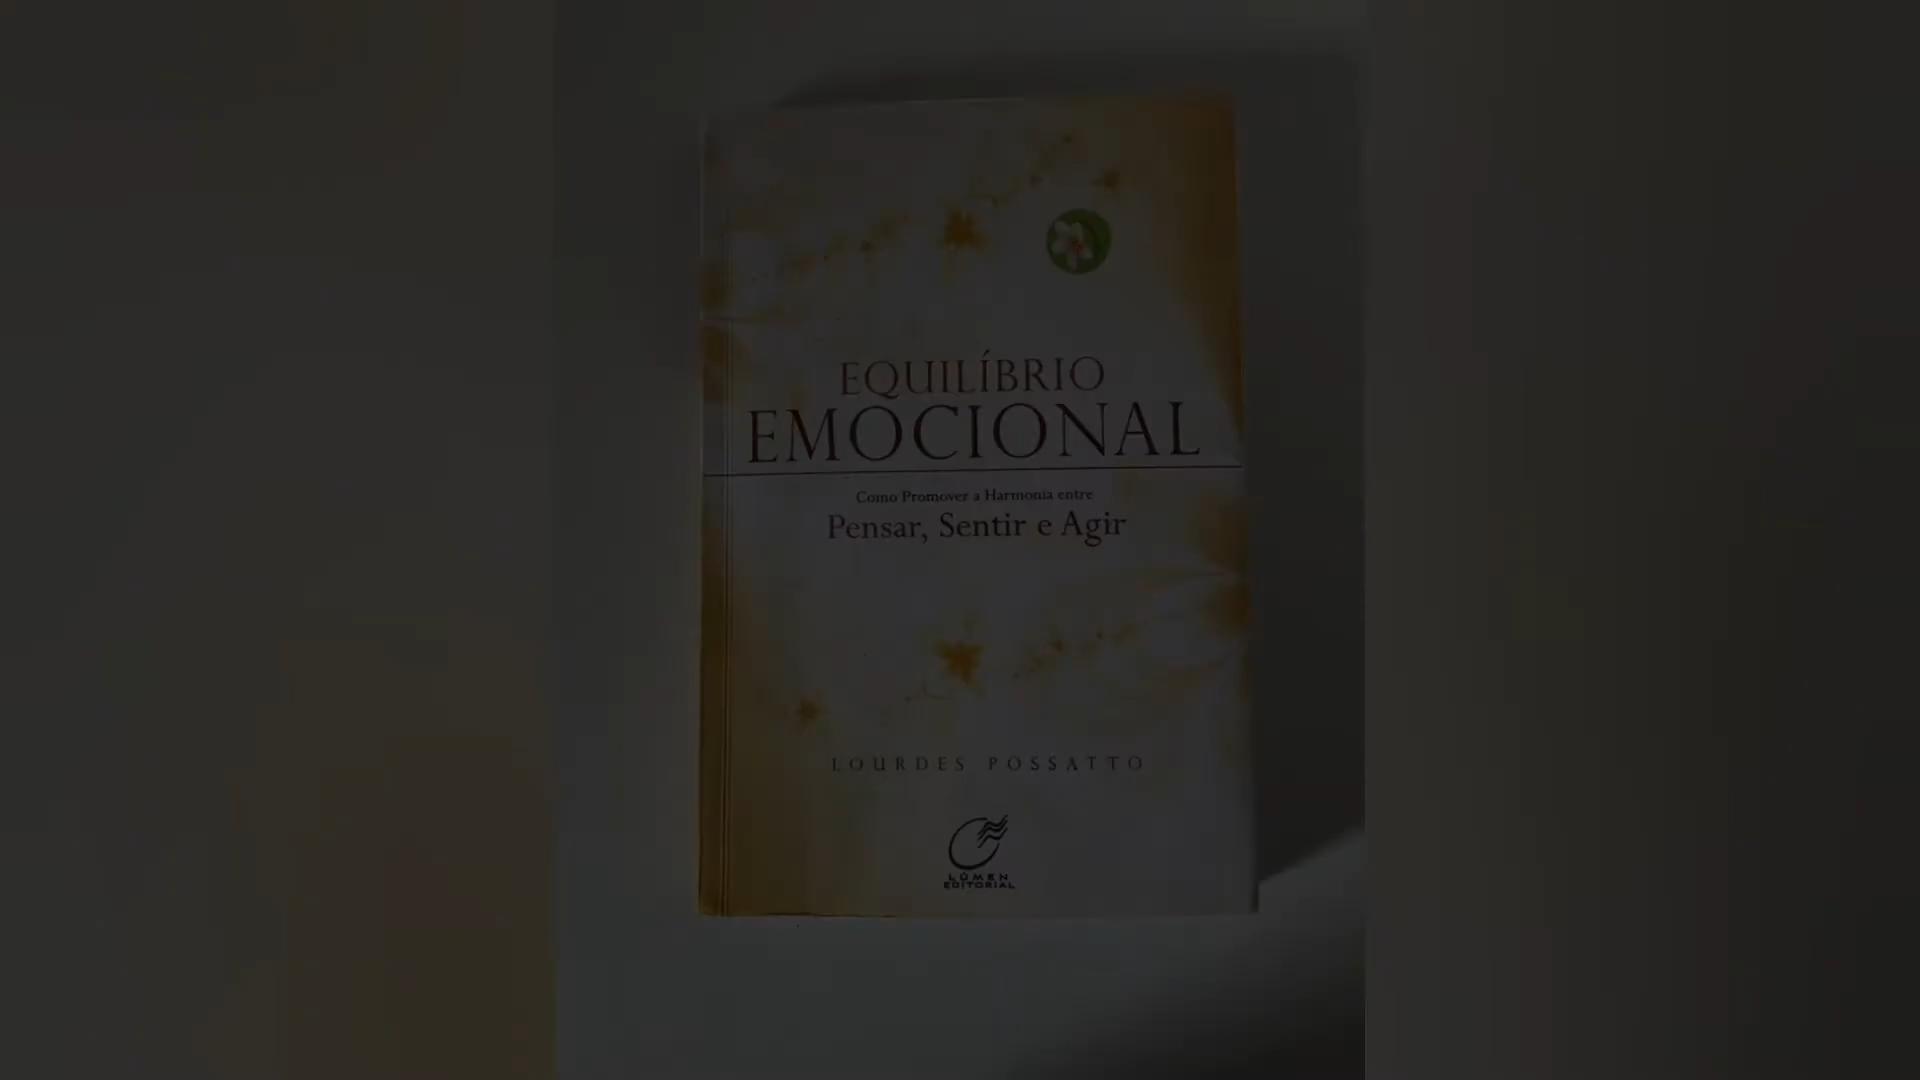 EQUILÍBRIO
EMOCIONAL
Como Promover a Harmonia entre
Pensar, Sentir e Agir
LOURDES POSSATTO
LÚMEN
EDITORIAL